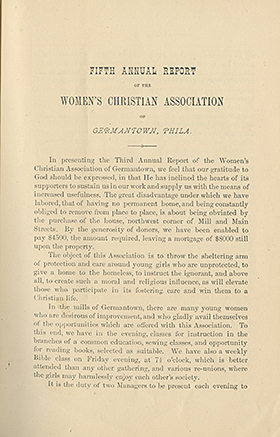 FIFTH ANNUAL REPORT
OF THE
WOMEN'S CHRISTIAN ASSOCIATION
OF
GERMANTOWN, PHILA.
In presenting the Third Annual Report of the Women's
Christian Association of Germantown, we feel that our gratitude to
God should be expressed, in that He has inclined the hearts of its
supporters to sustain us in our work and supply us with the means of
increased usefulness. The great disadvantage under which we have
labored, that of having no permanent home, and being constantly
obliged to remove from place to place, is about being obviated by
the purchase of the house, northwest corner of Mill and Main
Streets. By the generosity of donors, we have been enabled to
pay $4500, the amount required, leaving a mortgage of $8000 still
upon the property.
The object of this Association is to throw the sheltering arm
of protection and care around young girls who are unprotected, to
give a home to the homeless, to instruct the ignorant, and above
all, to create such a moral and religious influence, as will elevate
those who participate in its fostering care and win them to a
Christian life.
In the mills of Germantown, there are many young women
who are desirous of improvement, and who gladly avail themselves
of the opportunities which are offered with this Association. To
this end, we have in the evening, classes for instruction in the
branches of a common education, sewing classes, and opportunity
for reading books, selected as suitable. We have also a weekly
Bible class on Friday evening, at 7½ o'clock, which is better
attended than any other gathering, and various re-unions, where
the girls may harmlessly enjoy each other's society.
It is the duty of two Managers to be present each evening to